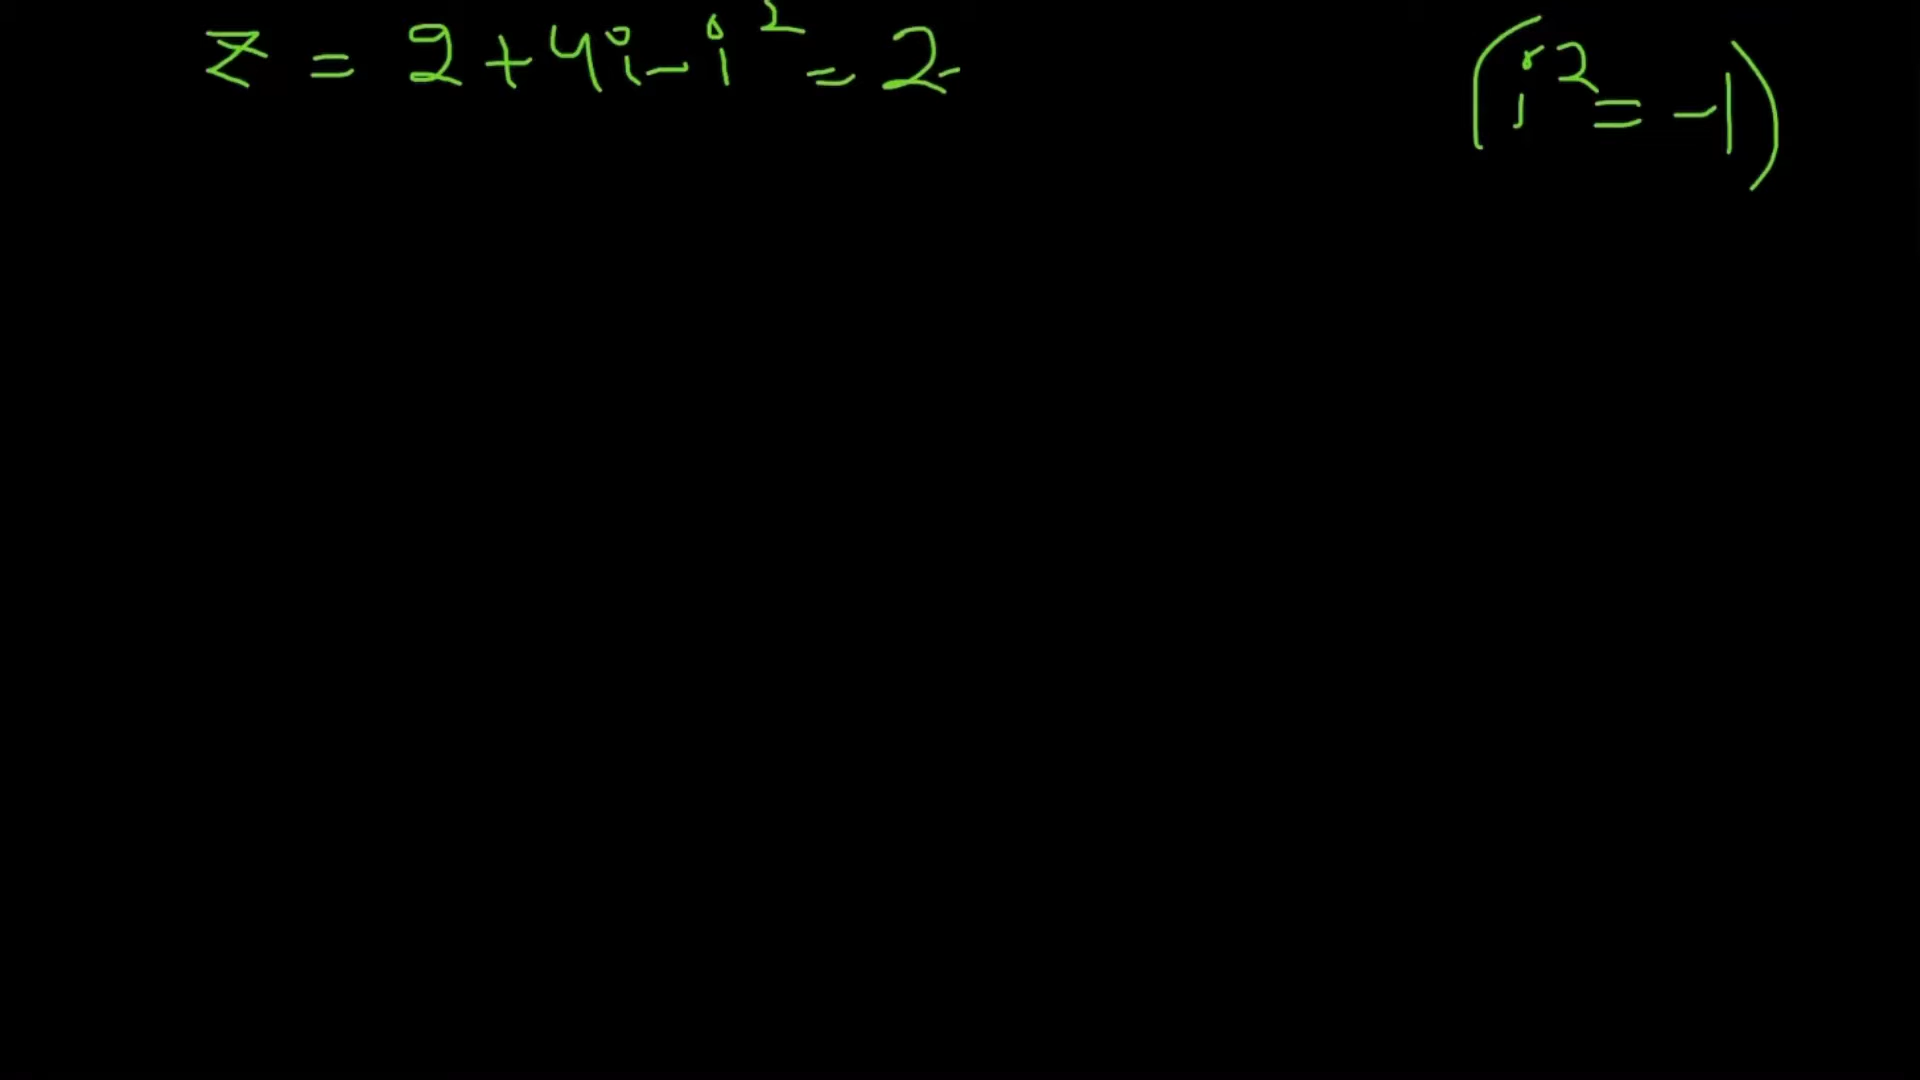 z = 2+4i-i² = 2-
(i² = -1)